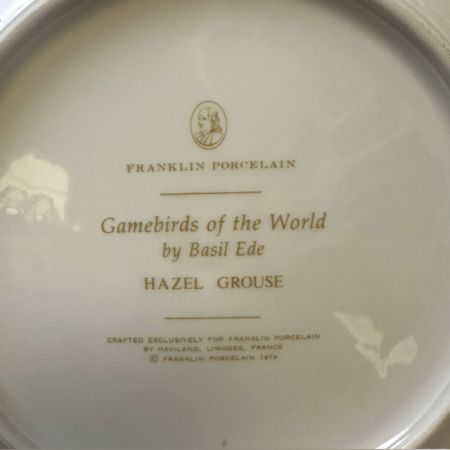 FRANKLIN PORCELAIN
Gamebirds of the World
by Basil Ede
HAZEL GROUSE
CRAFTED EXCLUSIVELY FOR FRANKLIN PORCELAIN
BY HAVILAND, LIMOGES, FRANCE
© FRANKLIN PORCELAIN 1979